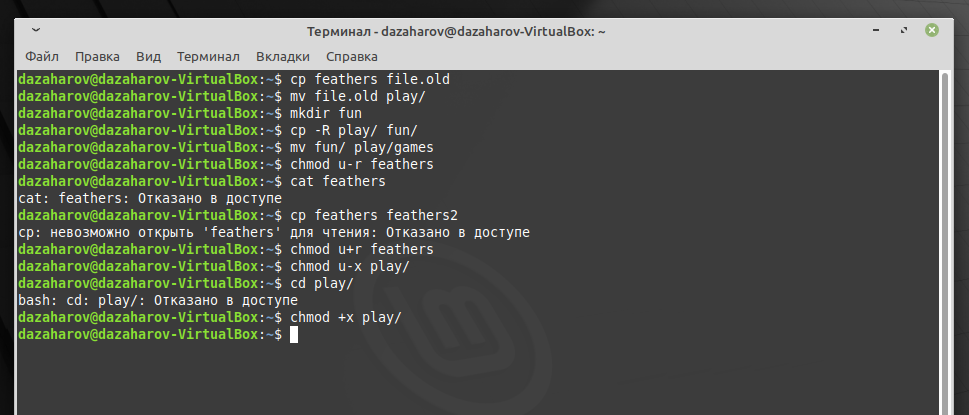 Терминал - dazaharov@dazaharov-VirtualBox: ~
Файл Правка Вид Терминал Вкладки Справка
dazaharov@dazaharov-VirtualBox:~$ cp feathers file.old
dazaharov@dazaharov-VirtualBox:~$ mv file.old play/
dazaharov@dazaharov-VirtualBox:~$ mkdir fun
dazaharov@dazaharov-VirtualBox:~$ cp -R play/ fun/
dazaharov@dazaharov-VirtualBox:~$ mv fun/ play/games
dazaharov@dazaharov-VirtualBox:~$ chmod u-r feathers
dazaharov@dazaharov-VirtualBox:~$ cat feathers
cat: feathers: Отказано в доступе
dazaharov@dazaharov-VirtualBox:~$ cp feathers feathers2
cp: невозможно открыть 'feathers' для чтения: Отказано в доступе
dazaharov@dazaharov-VirtualBox:~$ chmod u+r feathers
dazaharov@dazaharov-VirtualBox:~$ chmod u-x play/
dazaharov@dazaharov-VirtualBox:~$ cd play/
bash: cd: play/: Отказано в доступе
dazaharov@dazaharov-VirtualBox:~$ chmod +x play/
dazaharov@dazaharov-VirtualBox:~$